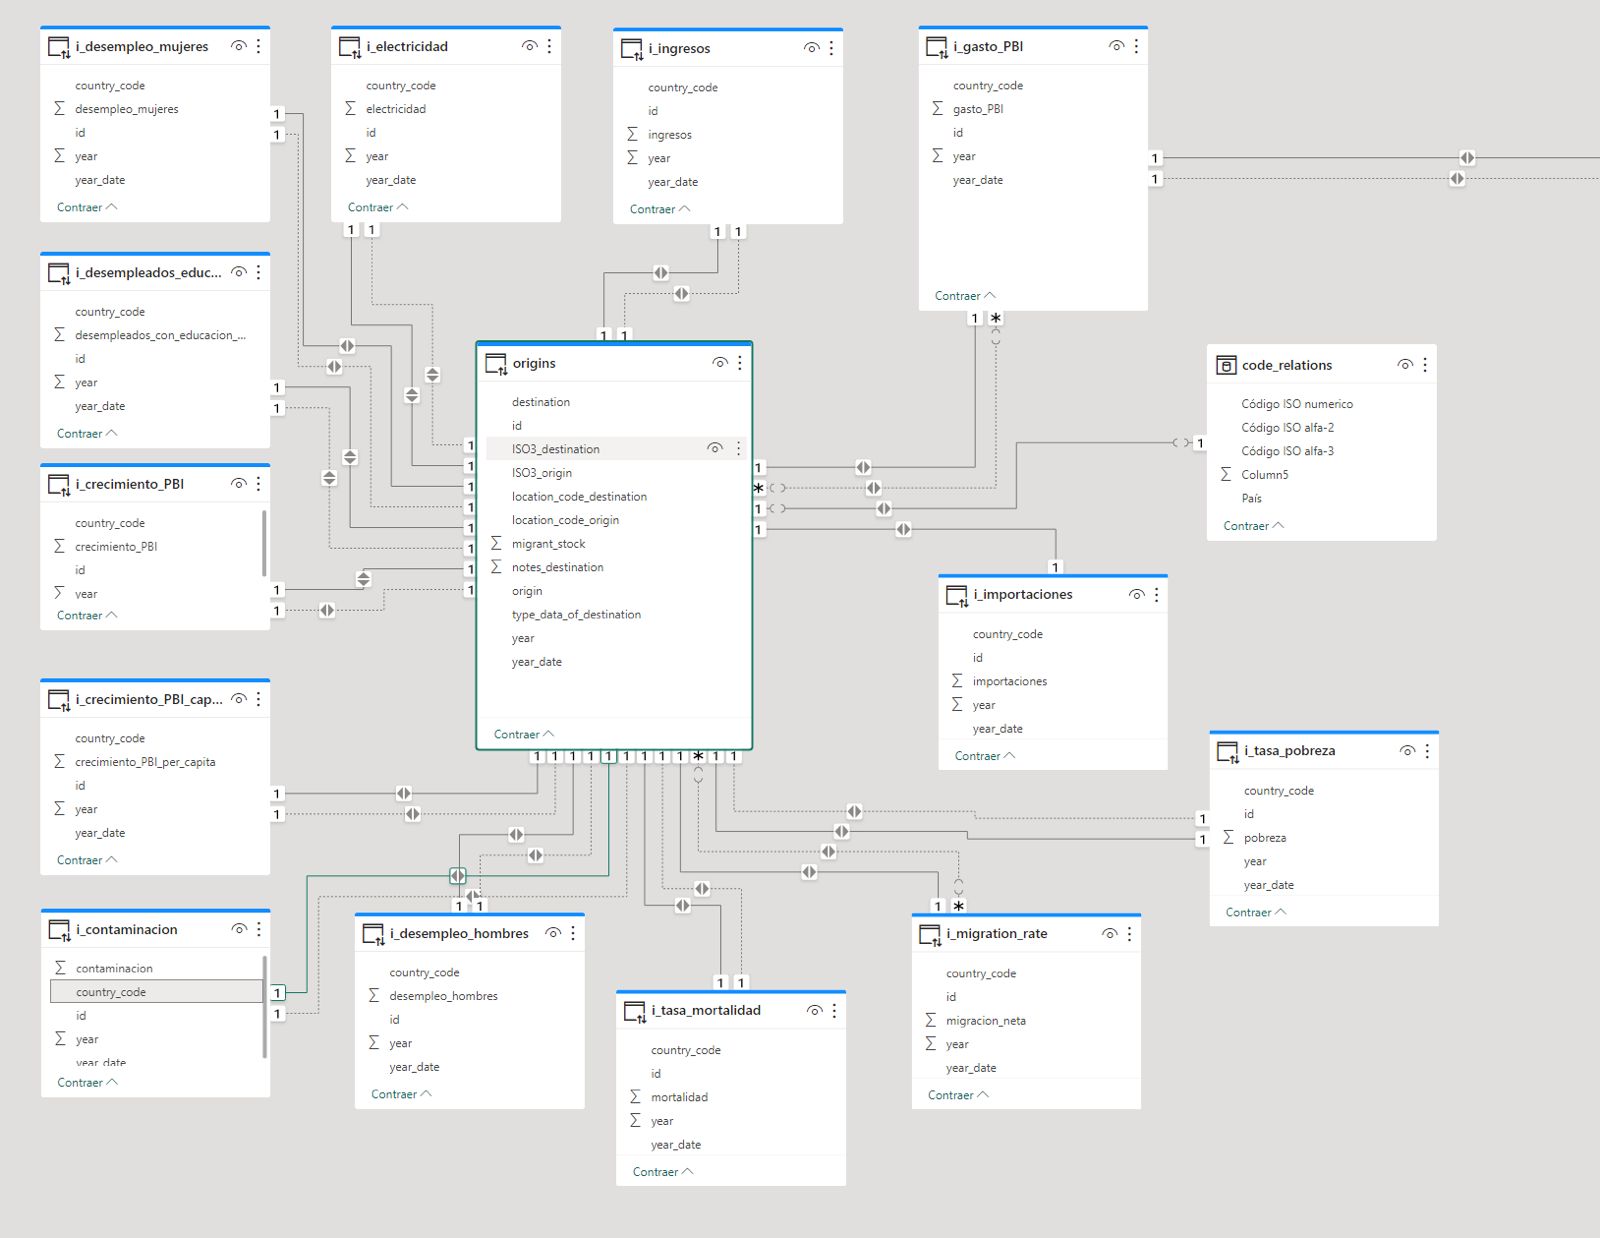 i_desempleo_mujeres
country_code
desempleo_mujeres
id
year
year_date
Contraer
i_electricidad
country_code
electricidad
id
year
year_date
Contraer
i_ingresos
country_code
id
ingresos
year
year_date
Contraer
i_gasto_PBI
country_code
gasto_PBI
id
year
year_date
Contraer
i_desempleados_educ...
country_code
desempleados_con_educacion_...
id
year
year_date
Contraer
origins
destination
id
ISO3_destination
ISO3_origin
location_code_destination
location_code_origin
migrant_stock
notes_destination
origin
type_data_of_destination
year
year_date
Contraer
code_relations
Código ISO numerico
Código ISO alfa-2
Código ISO alfa-3
Column5
País
Contraer
i_crecimiento_PBI
country_code
crecimiento_PBI
id
year
Contraer
i_importaciones
country_code
id
importaciones
year
year_date
Contraer
i_crecimiento_PBI_cap...
country_code
crecimiento_PBI_per_capita
id
year
year_date
Contraer
i_tasa_pobreza
country_code
id
pobreza
year
year_date
Contraer
i_contaminacion
contaminacion
country_code
id
year
year_date
Contraer
i_desempleo_hombres
country_code
desempleo_hombres
id
year
year_date
Contraer
i_tasa_mortalidad
country_code
id
mortalidad
year
year_date
Contraer
i_migration_rate
country_code
id
migracion_neta
year
year_date
Contraer